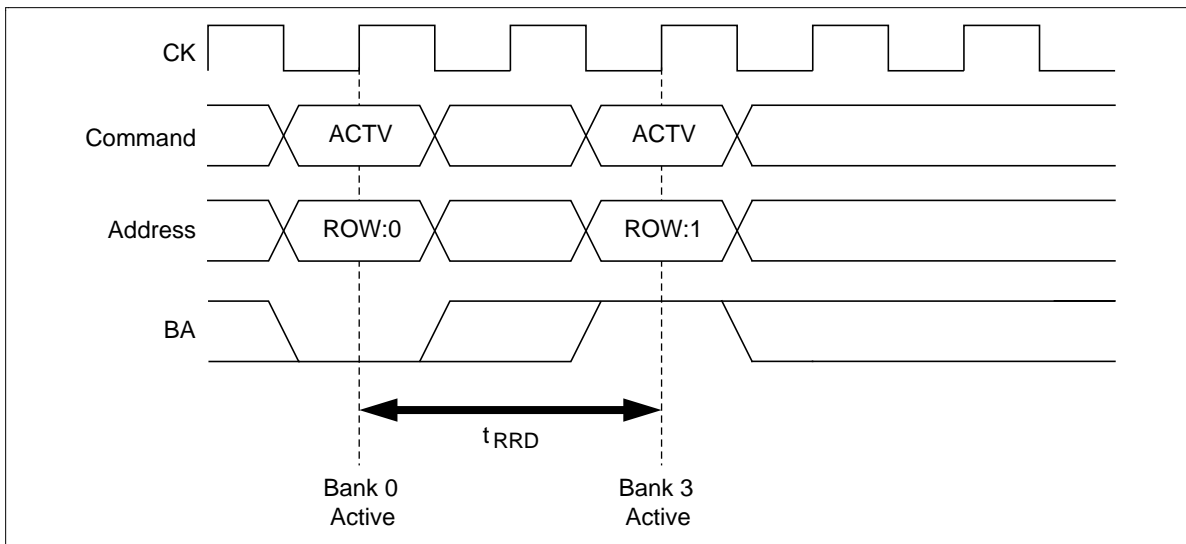 CK
Command
ACTV
ACTV
Address
ROW:0
ROW:1
BA
tRRD
Bank 0
Active
Bank 3
Active